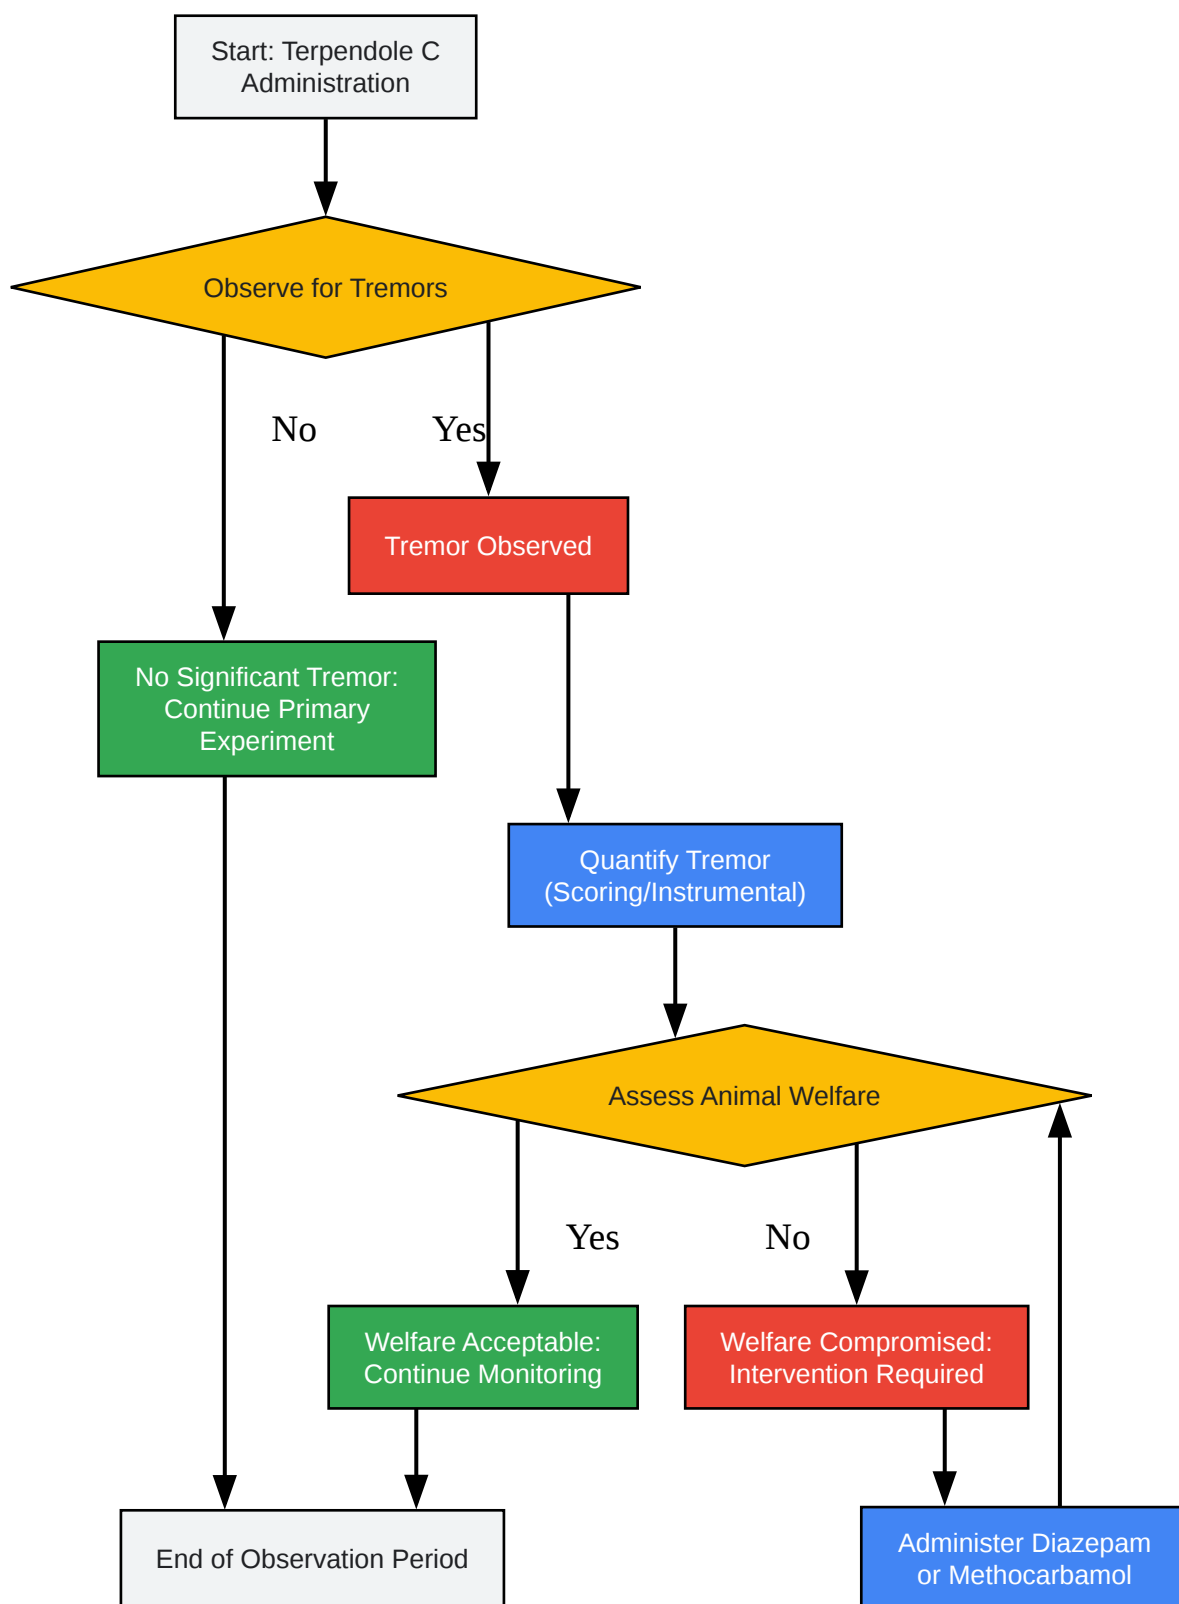 Start: Terpendole C
Administration
Observe for Tremors
No
Yes
Tremor Observed
No Significant Tremor:
Continue Primary
Experiment
Quantify Tremor
(Scoring/Instrumental)
Assess Animal Welfare
Yes
No
Welfare Acceptable:
Continue Monitoring
Welfare Compromised:
Intervention Required
End of Observation Period
Administer Diazepam
or Methocarbamol